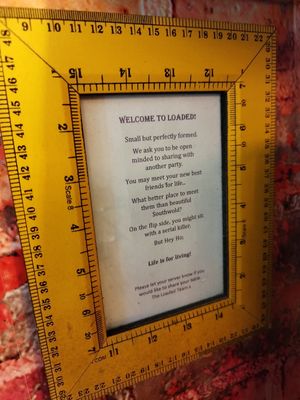 WELCOME TO LOADED!
Small but perfectly formed.
We ask you to be open
minded to sharing with
another party.
You may meet your new best
friends for life...
What better place to meet
them than beautiful
Southwold?
On the flip side, you might sit
with a serial killer.
But Hey Ho;
Life is for living!
Please let your server know if you
would like to share your table.
The Loaded Team x